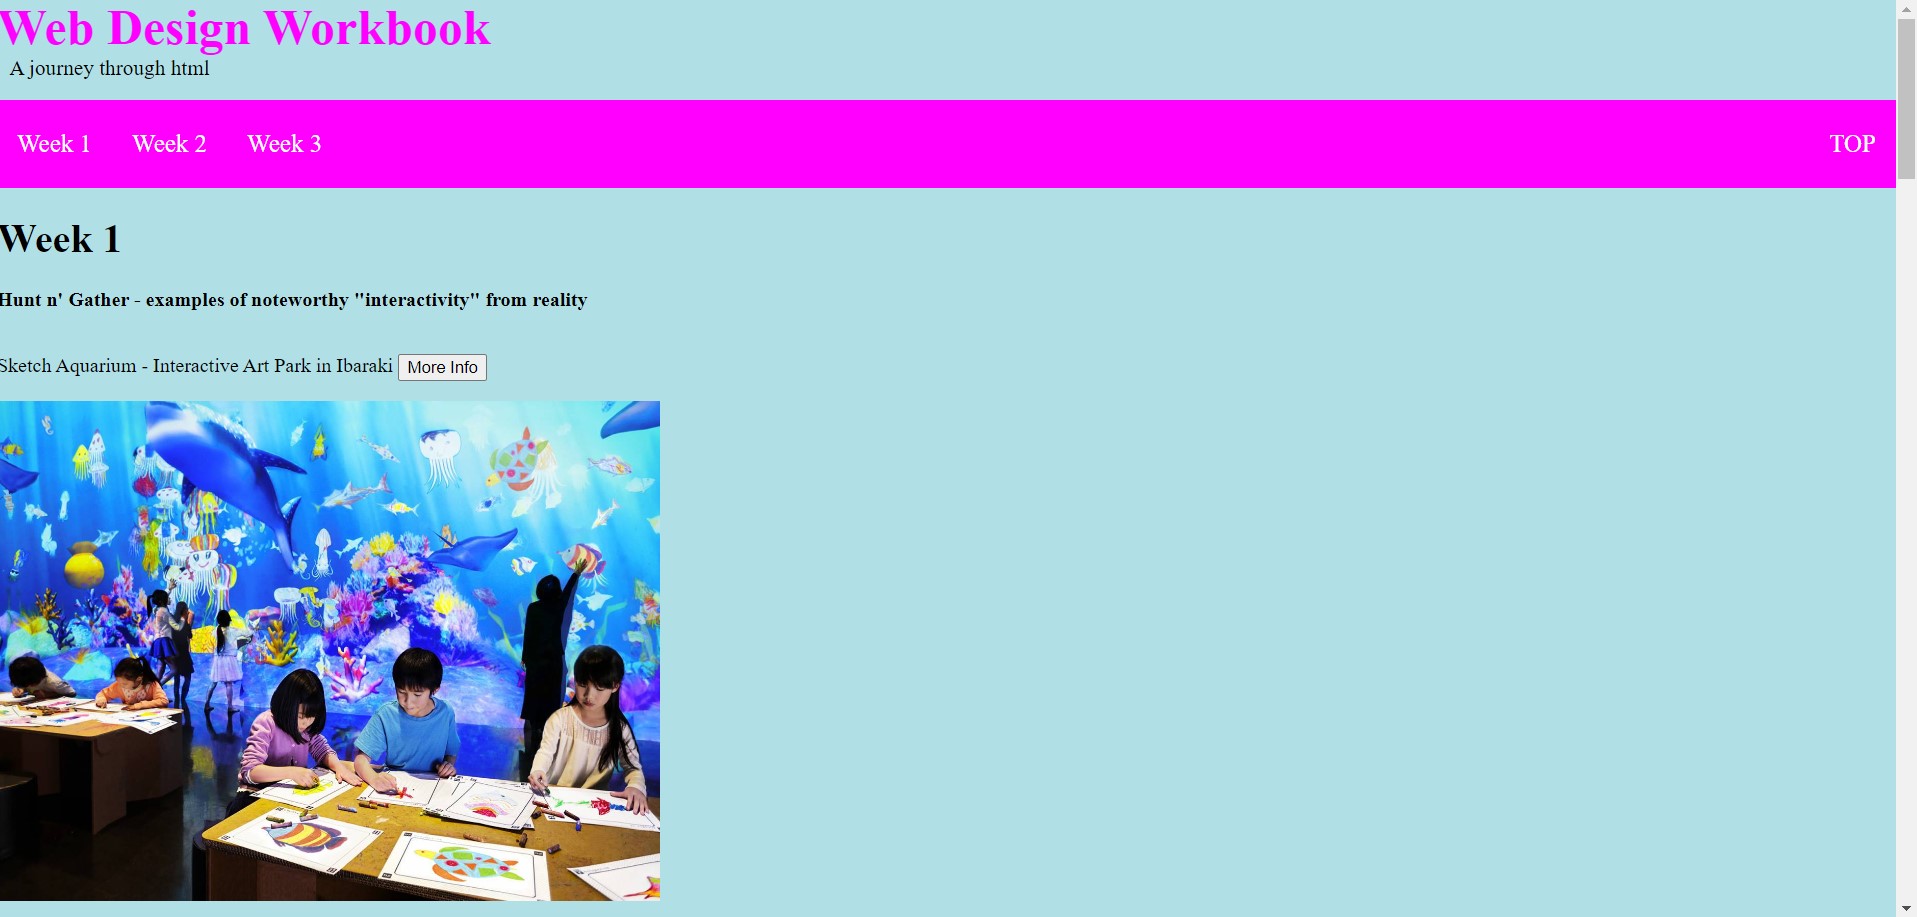 Web Design Workbook
A journey through html
Week 1 Week 2 Week 3 TOP
Week 1
Hunt n' Gather - examples of noteworthy "interactivity" from reality
Sketch Aquarium - Interactive Art Park in Ibaraki More Info